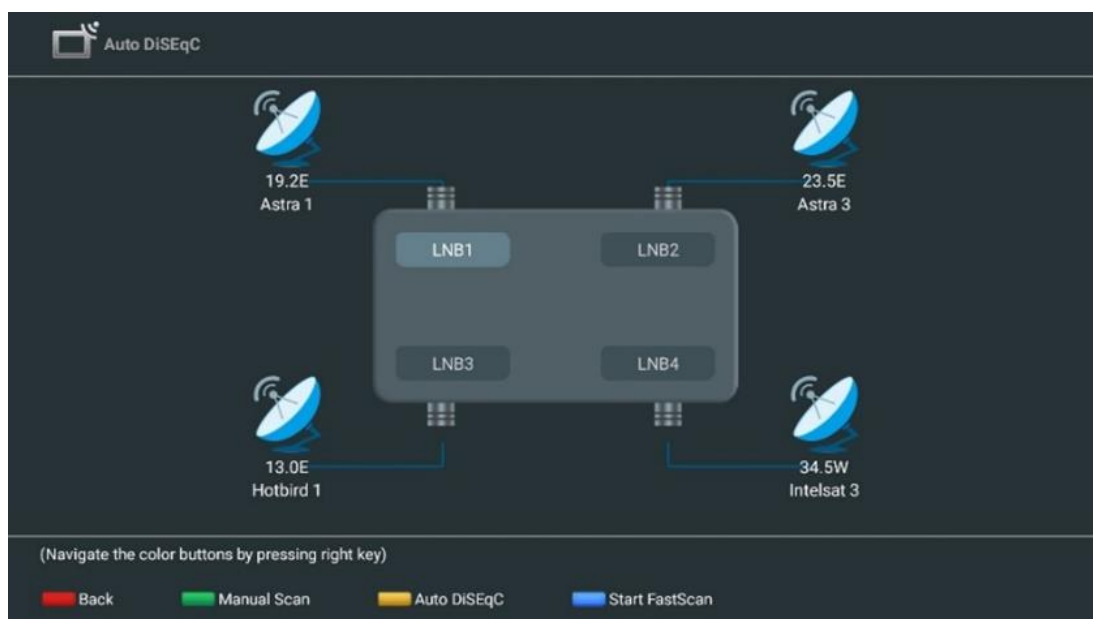 Auto DiSEqC
19.2E
Astra 1
23.5E
Astra 3
LNB1
LNB2
LNB3
LNB4
13.0E
Hotbird 1
34.5W
Intelsat 3
(Navigate the color buttons by pressing right key)
Back
Manual Scan
Auto DiSEqC
Start FastScan